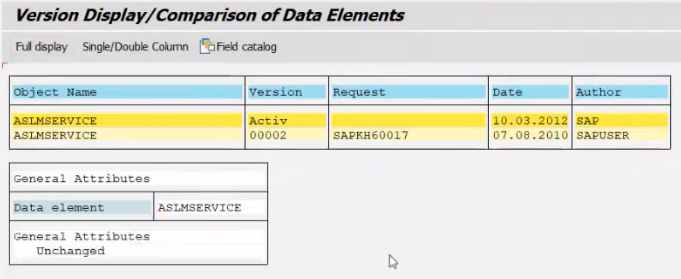 Version Display/Comparison of Data Elements
Full display Single/Double Column Field catalog
Object Name Version Request Date Author
ASLMSERVICE Activ 10.03.2012 SAP
ASLMSERVICE 00002 SAPKH60017 07.08.2010 SAPUSER
General Attributes
Data element ASLMSERVICE
General Attributes
Unchanged